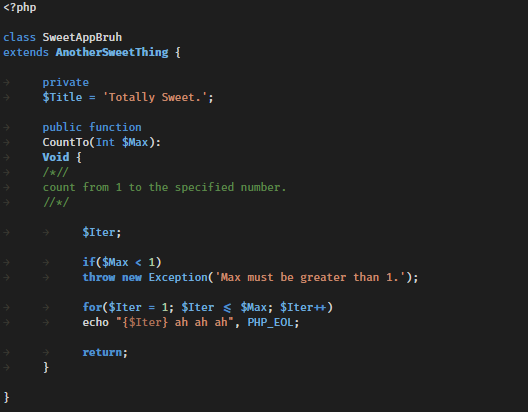 <?php
class SweetAppBruh
extends AnotherSweetThing {
private
$Title = 'Totally Sweet.';
public function
CountTo(Int $Max):
Void {
/*//
count from 1 to the specified number.
//*/
$Iter;
if($Max < 1)
throw new Exception('Max must be greater than 1.');
for($Iter = 1; $Iter <= $Max; $Iter++)
echo "{$Iter} ah ah ah", PHP_EOL;
return;
}
}